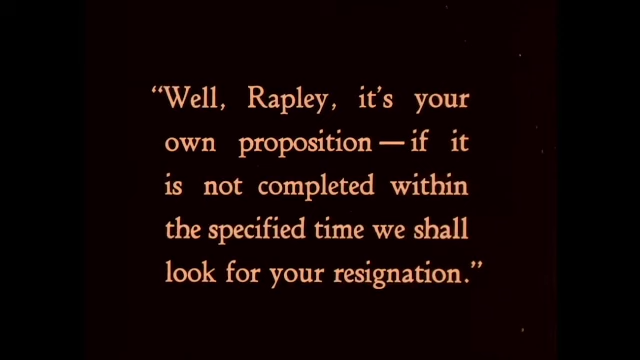 “Well, Rapley, it’s your
own proposition — if it
is not completed within
the specified time we shall
look for your resignation.”